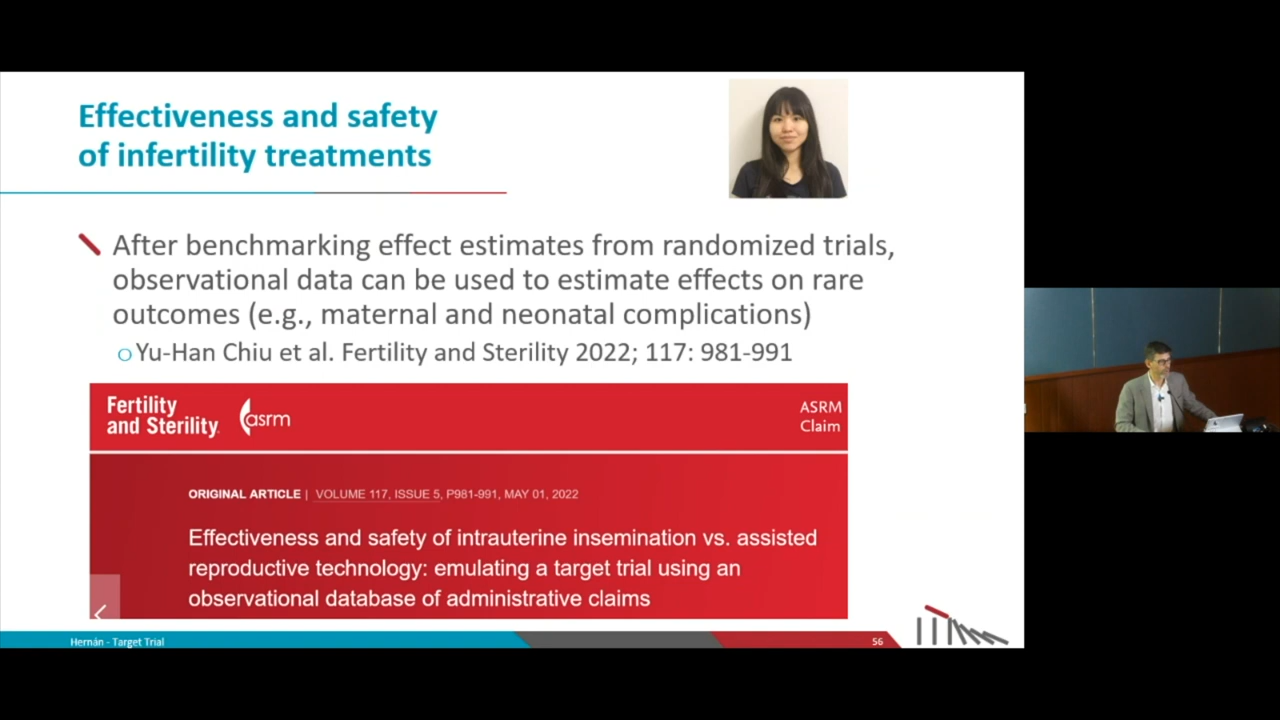 Effectiveness and safety
of infertility treatments
After benchmarking effect estimates from randomized trials,
observational data can be used to estimate effects on rare
outcomes (e.g., maternal and neonatal complications)
Yu-Han Chiu et al. Fertility and Sterility 2022; 117: 981-991
Fertility
and Sterility
asrm
ASRM
Claim
ORIGINAL ARTICLE | VOLUME 117, ISSUE 5, P981-991, MAY 01, 2022
Effectiveness and safety of intrauterine insemination vs. assisted
reproductive technology: emulating a target trial using an
observational database of administrative claims
Hernán - Target Trial
56